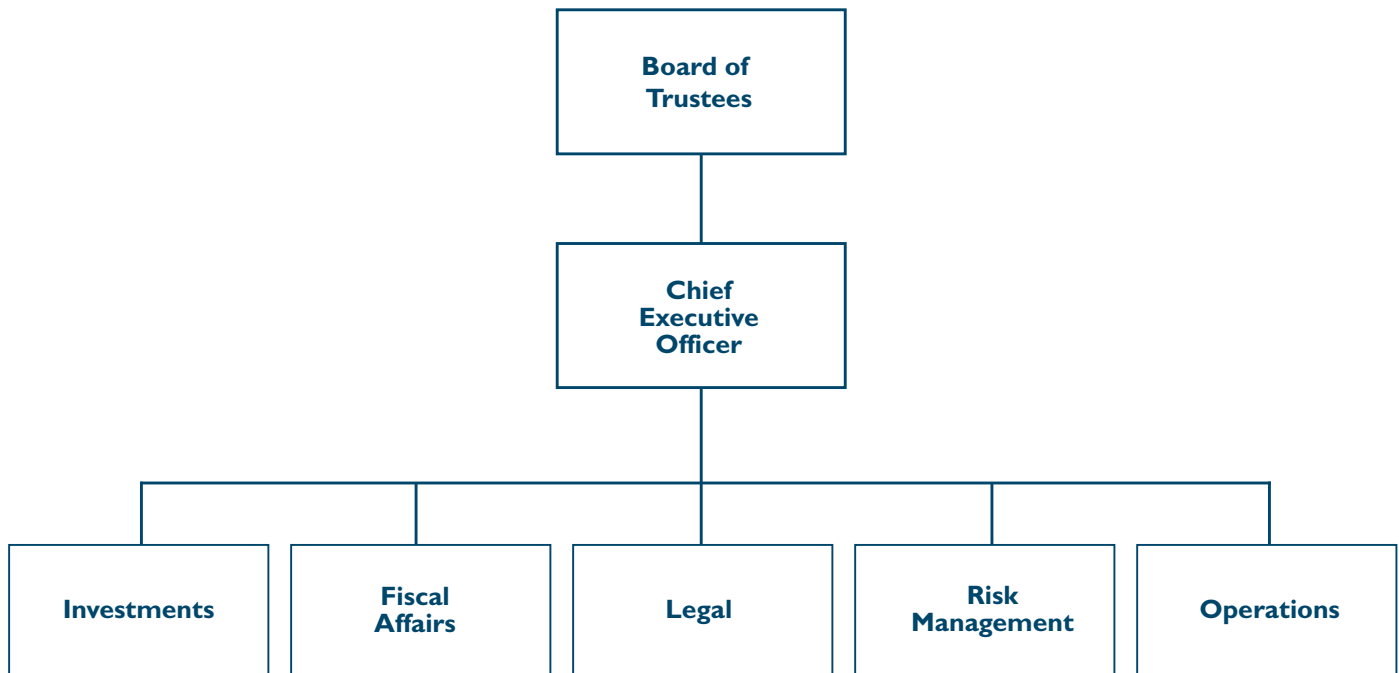 Board of
Trustees
Chief
Executive
Officer
Investments
Fiscal
Affairs
Legal
Risk
Management
Operations